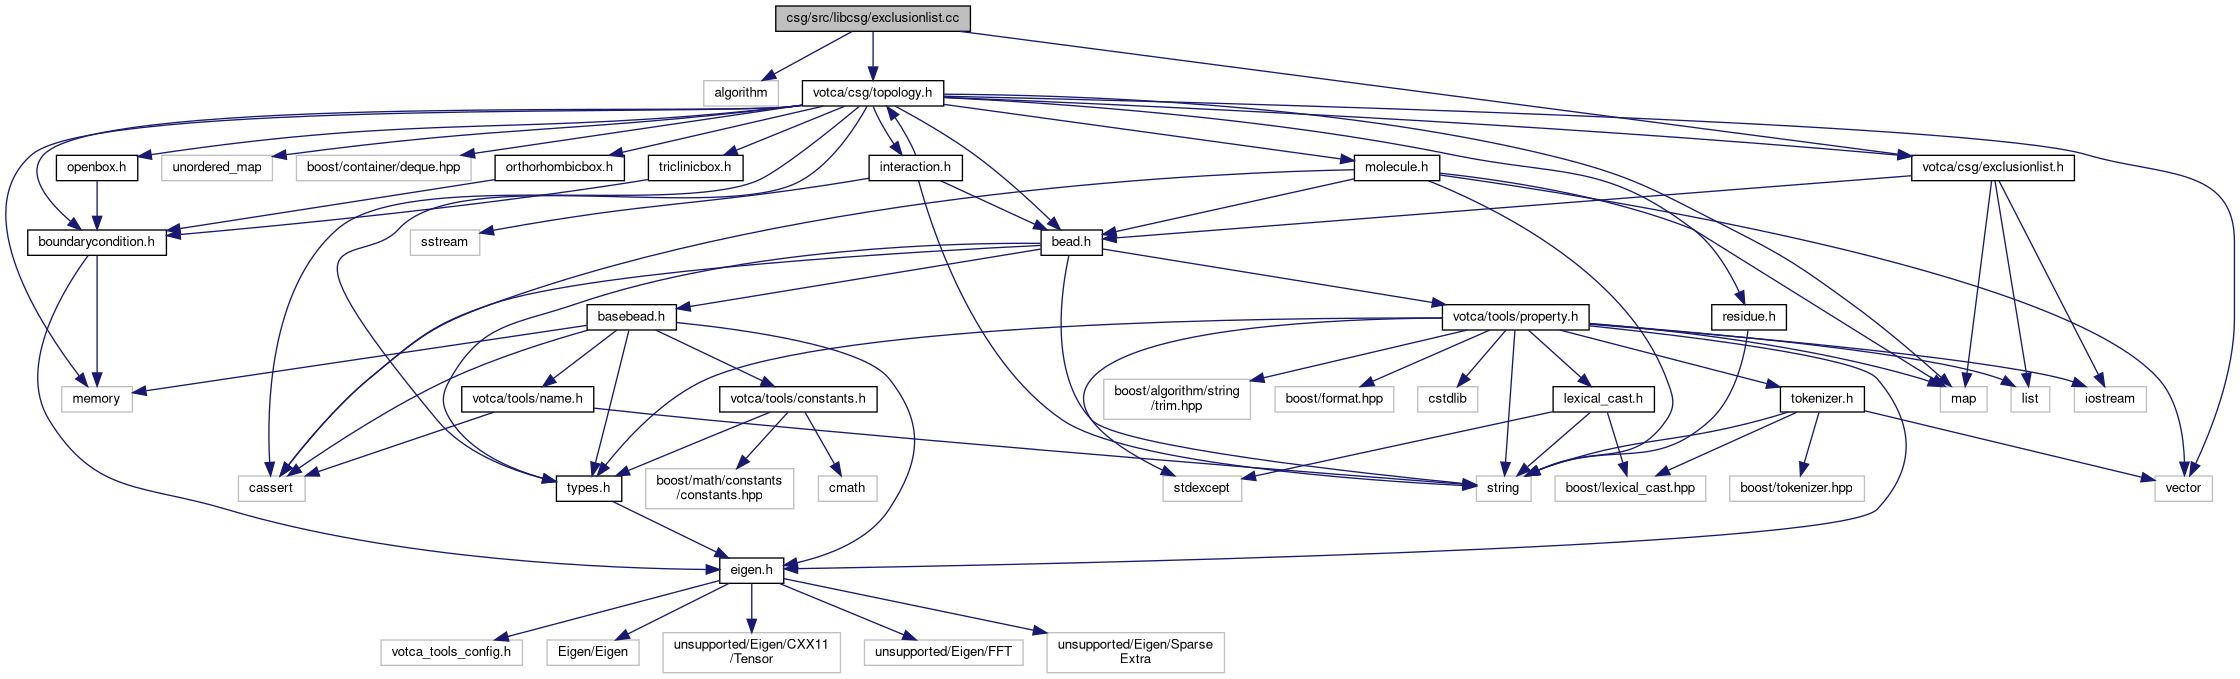 csg/src/libcsg/exclusionlist.cc
algorithm
votca/csg/topology.h
openbox.h
unordered_map
boost/container/deque.hpp
orthorhombicbox.h
triclinicbox.h
interaction.h
molecule.h
votca/csg/exclusionlist.h
boundarycondition.h
sstream
bead.h
basebead.h
votca/tools/property.h
residue.h
memory
votca/tools/name.h
votca/tools/constants.h
boost/algorithm/string
/trim.hpp
boost/format.hpp
cstdlib
lexical_cast.h
tokenizer.h
map
list
iostream
cassert
types.h
boost/math/constants
/constants.hpp
cmath
stdexcept
string
boost/lexical_cast.hpp
boost/tokenizer.hpp
vector
eigen.h
votca_tools_config.h
Eigen/Eigen
unsupported/Eigen/CXX11
/Tensor
unsupported/Eigen/FFT
unsupported/Eigen/Sparse
Extra